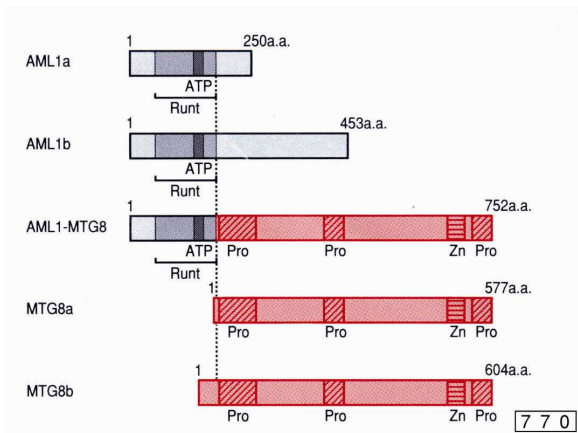 1 250a.a.
AML1a
ATP
Runt
1 453a.a.
AML1b
ATP
Runt
1 752a.a.
AML1-MTG8
ATP Pro Pro Zn Pro
Runt
1 577a.a.
MTG8a
Pro Pro Zn Pro
1 604a.a.
MTG8b
Pro Pro Zn Pro
7 7 0